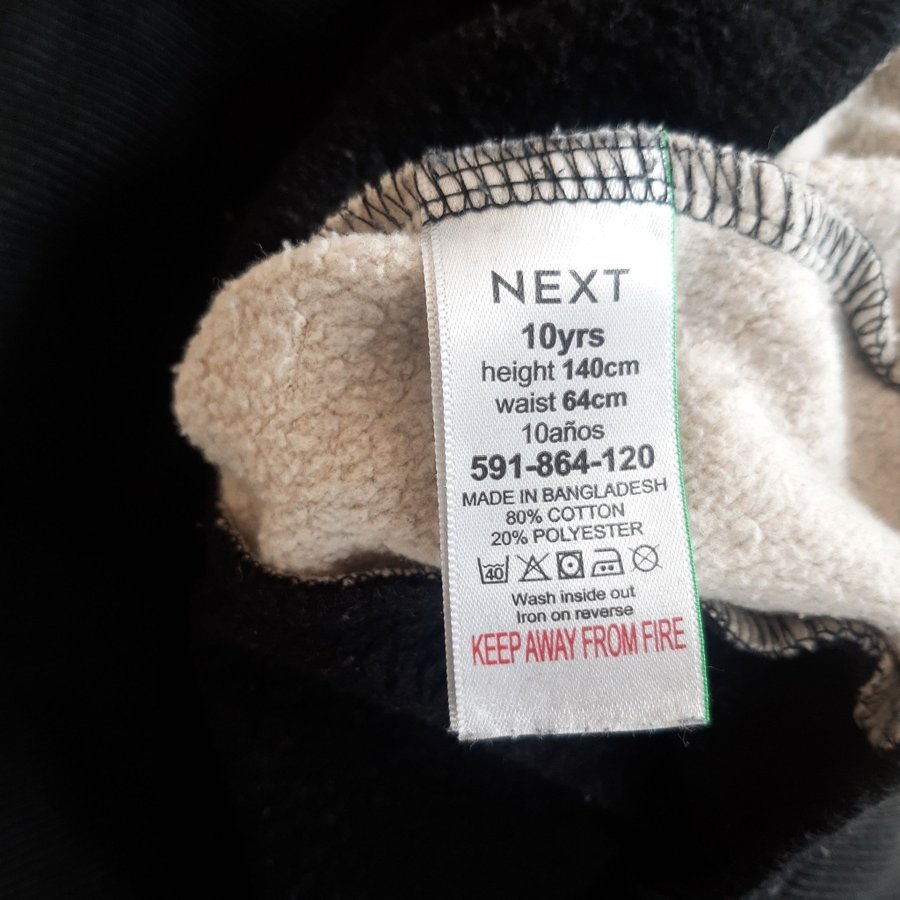 NEXT
10yrs
height 140cm
waist 64cm
10años
591-864-120
MADE IN BANGLADESH
80% COTTON
20% POLYESTER
40
Wash inside out
Iron on reverse
KEEP AWAY FROM FIRE